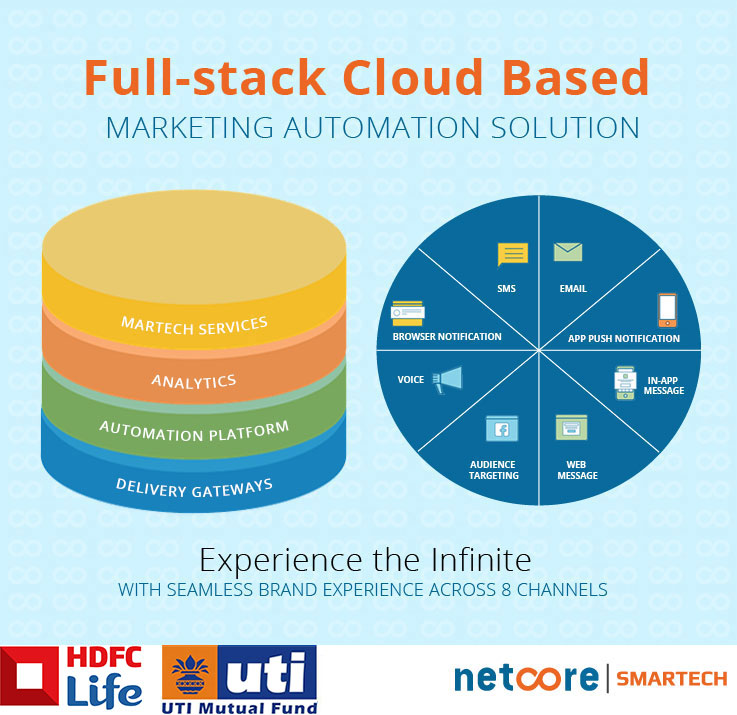 Full-stack Cloud Based
MARKETING AUTOMATION SOLUTION
MARTECH SERVICES
ANALYTICS
AUTOMATION PLATFORM
DELIVERY GATEWAYS
SMS
EMAIL
BROWSER NOTIFICATION
APP PUSH NOTIFICATION
VOICE
IN-APP
MESSAGE
AUDIENCE
TARGETING
WEB
MESSAGE
Experience the Infinite
WITH SEAMLESS BRAND EXPERIENCE ACROSS 8 CHANNELS
HDFC
Life
uti
UTI Mutual Fund
netcore | SMARTECH